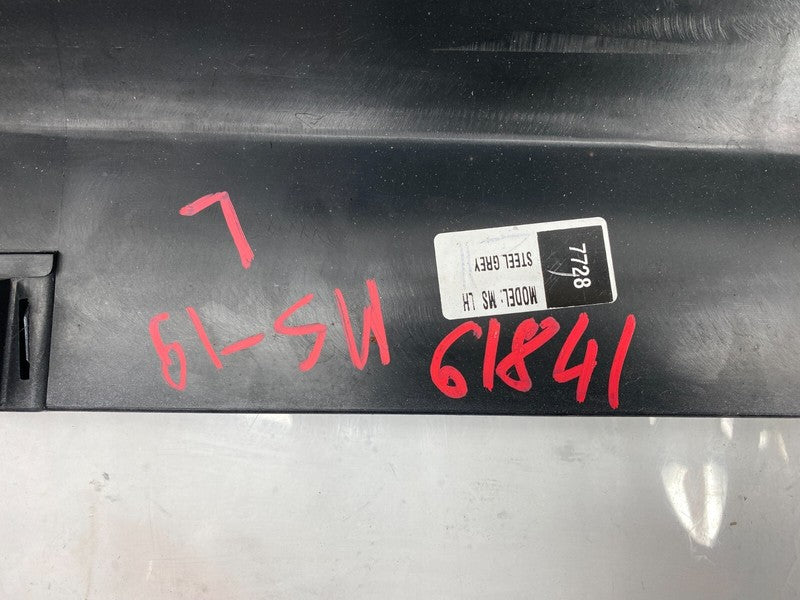 L
MS-19
61841
7728
STEEL GREY
MODEL: MS LH